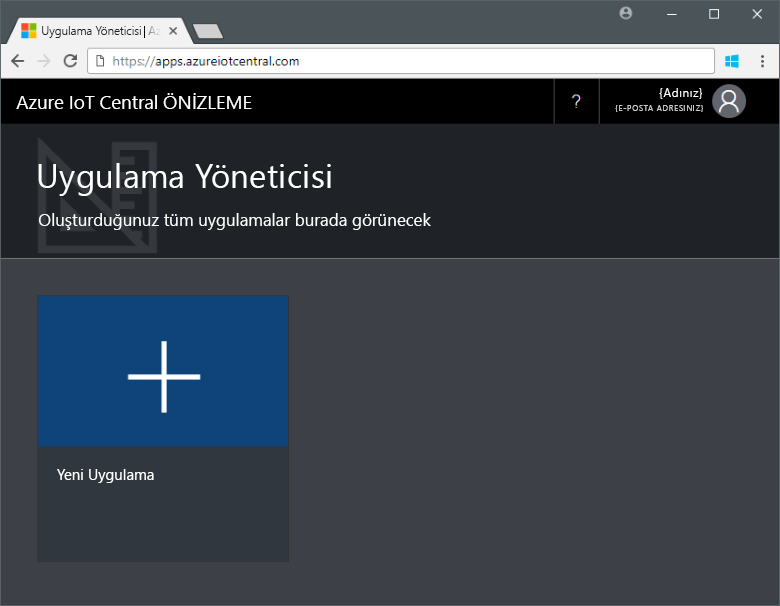 Uygulama Yöneticisi | Az
https://apps.azureiotcentral.com
Azure IoT Central ÖNİZLEME
?
{Adınız}
{E-POSTA ADRESINIZ}
Uygulama Yöneticisi
Oluşturduğunuz tüm uygulamalar burada görünecek
Yeni Uygulama